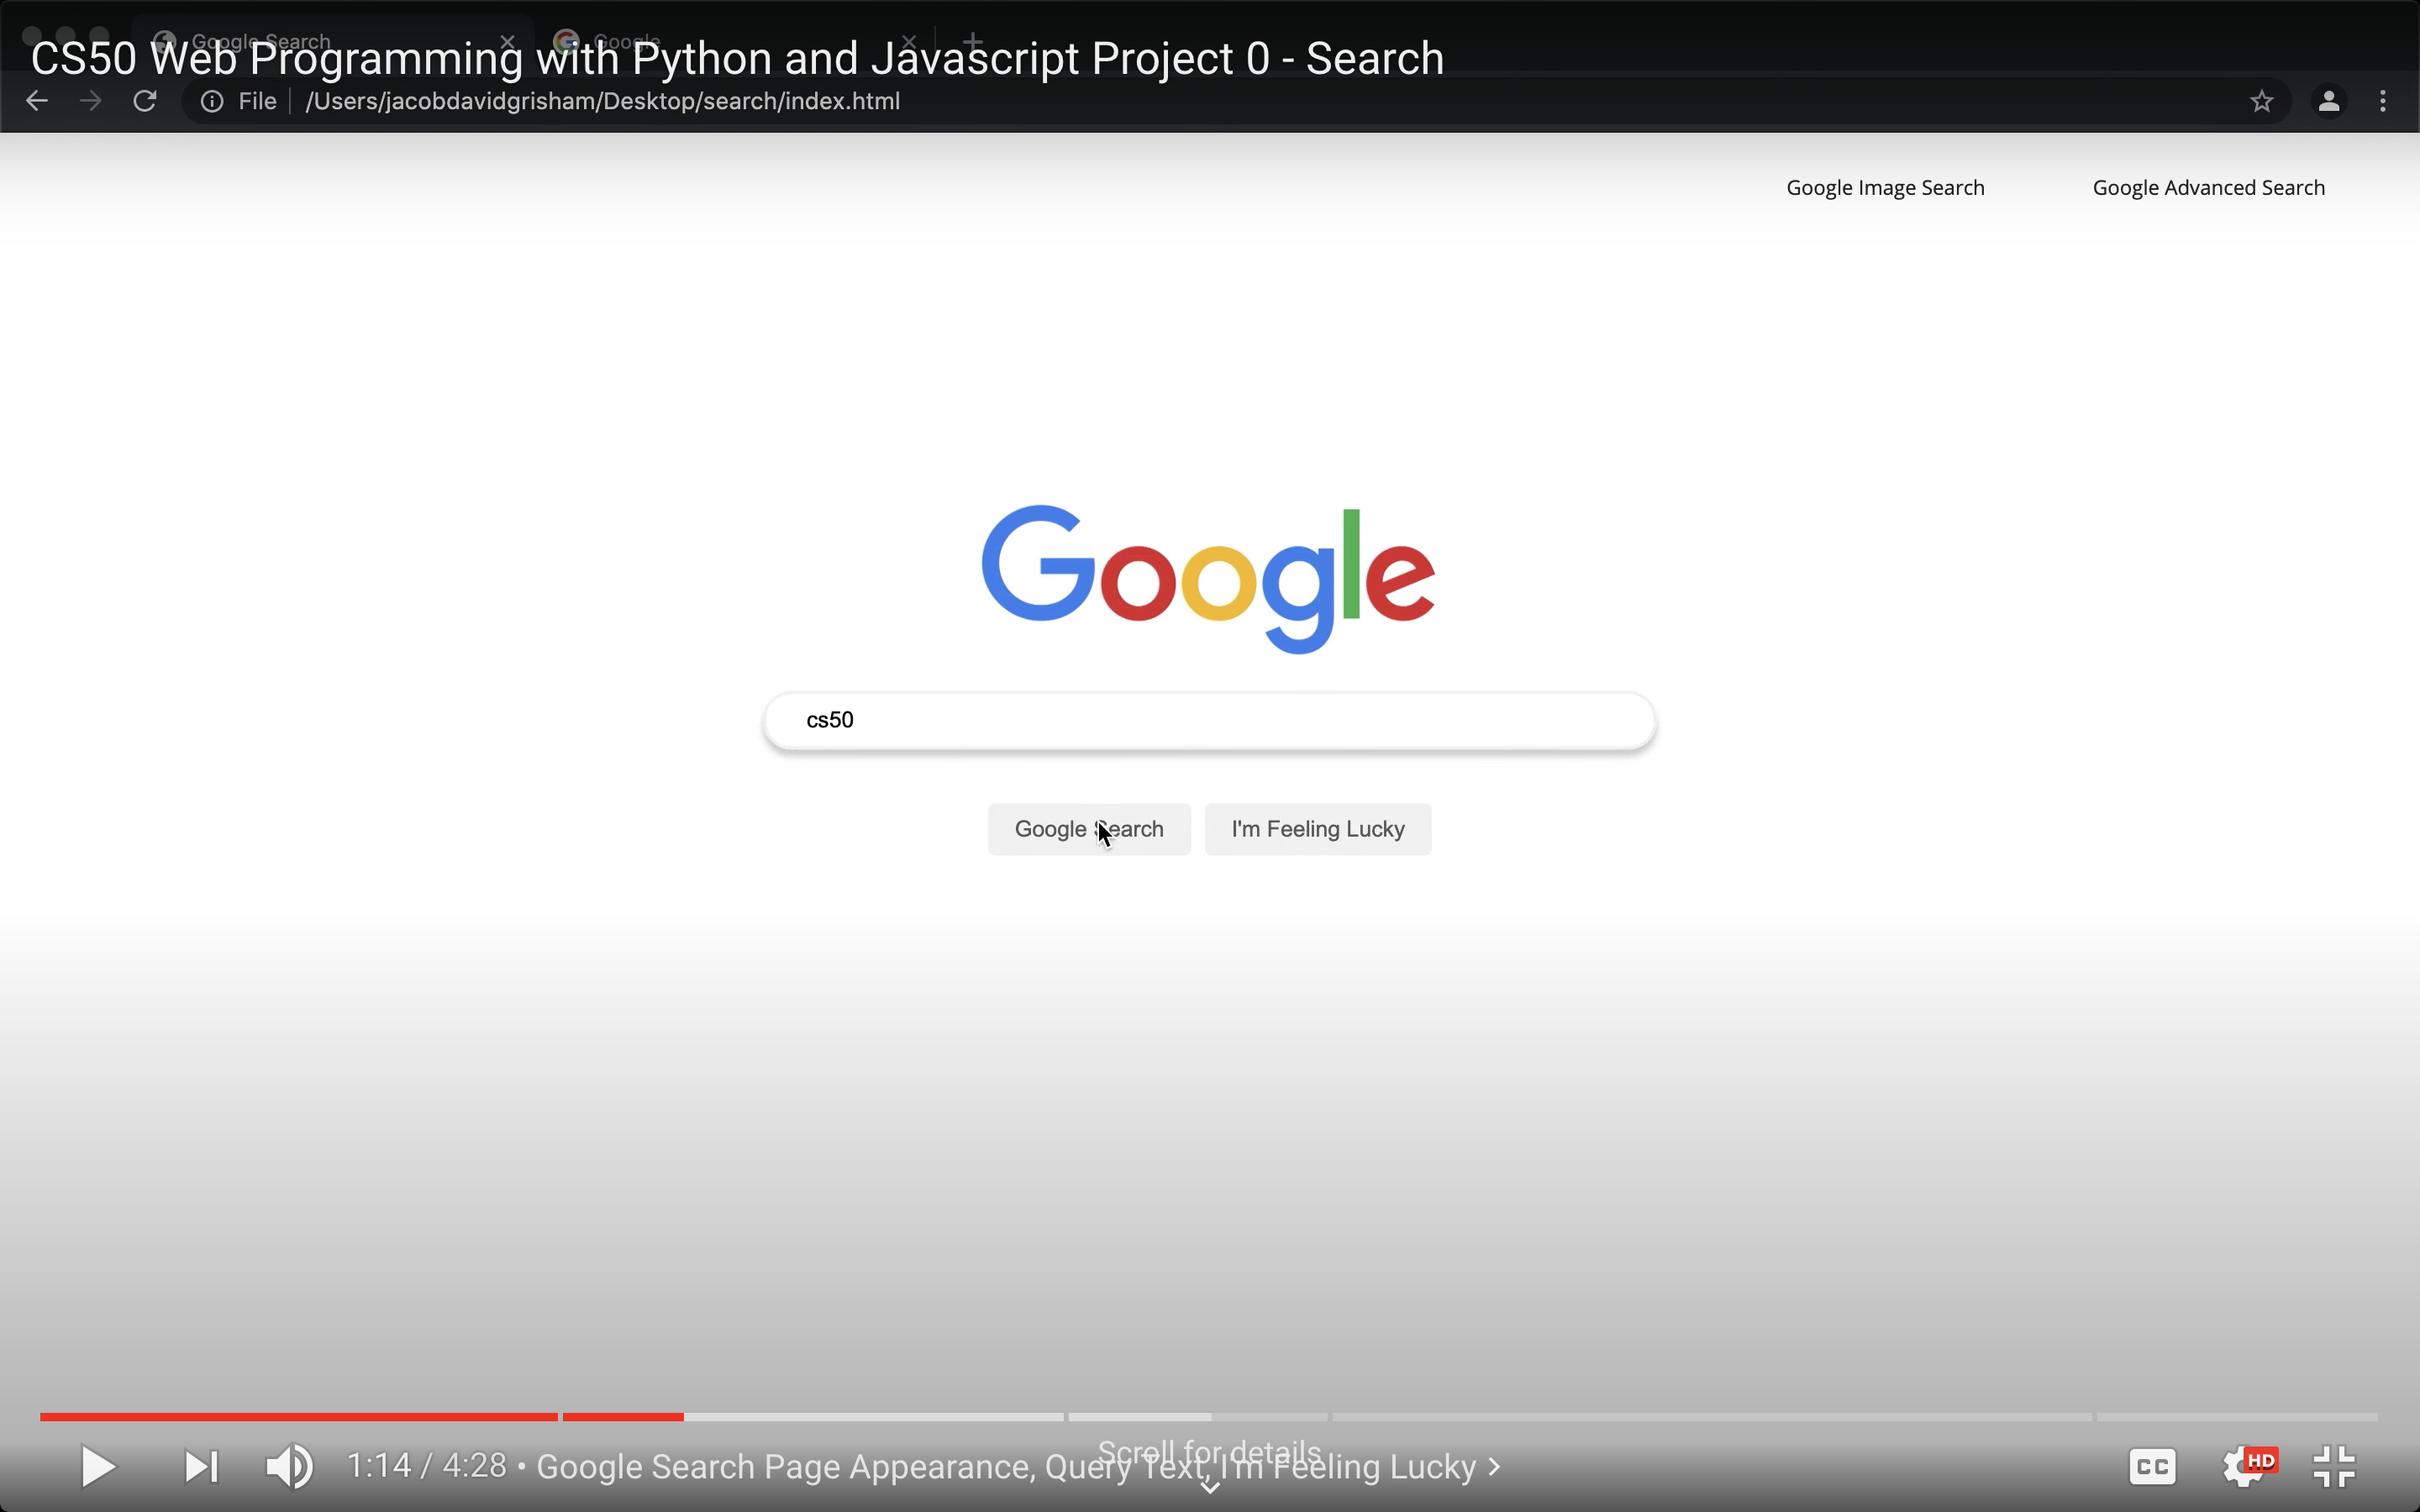 Google Search
Google
CS50 Web Programming with Python and Javascript Project 0 - Search
File /Users/jacobdavidgrisham/Desktop/search/index.html
Google Image Search Google Advanced Search
Google
cs50
Google Search I'm Feeling Lucky
Scroll for details
1:14 / 4:28 • Google Search Page Appearance, Query Text, I'm Feeling Lucky
CC HD